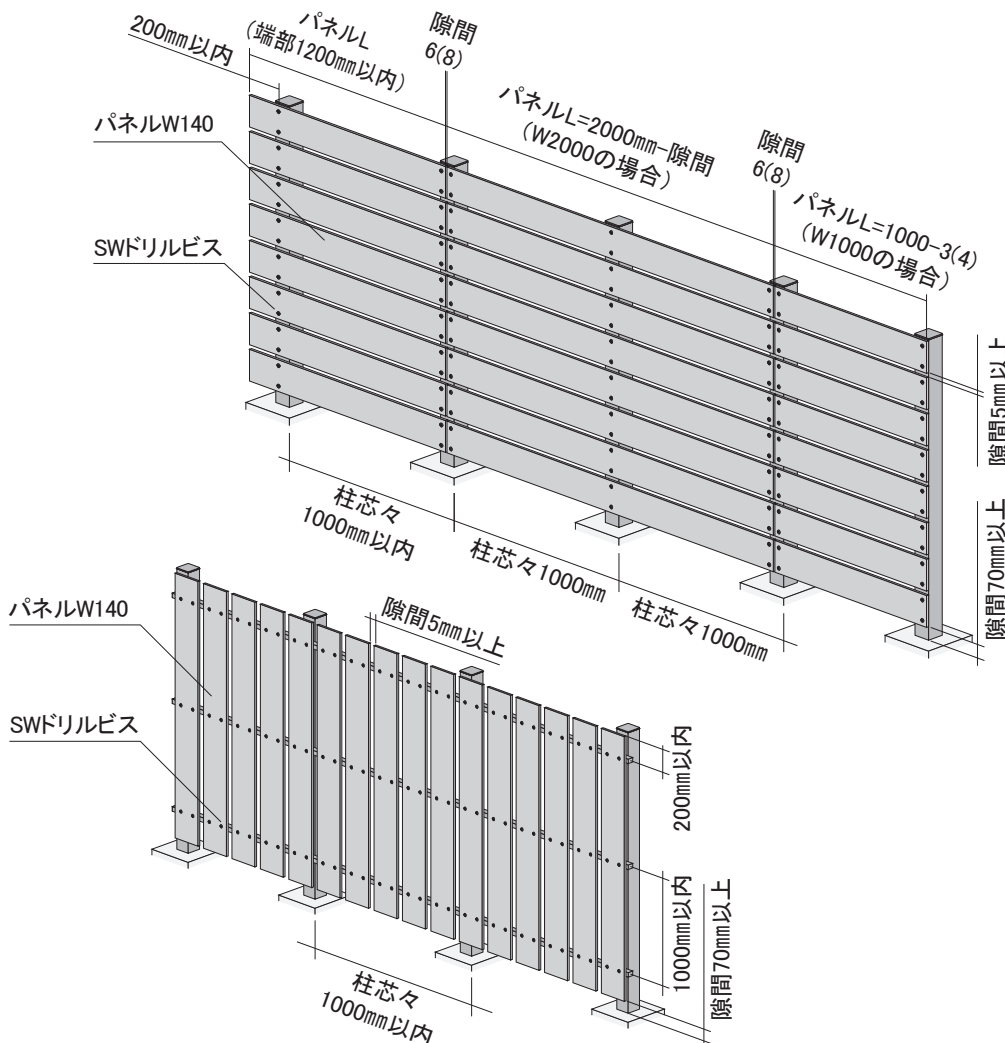 200mm以内
パネルL
(端部1200mm以内)
隙間
6(8)
パネルL=2000mm-隙間
(W2000の場合)
隙間
6(8)
パネルL=1000-3(4)
(W1000の場合)
パネルW140
SWドリルビス
隙間5mm以上
隙間70mm以上
柱芯々
1000mm以内
柱芯々1000mm
柱芯々1000mm
パネルW140
SWドリルビス
隙間5mm以上
200mm以内
1000mm以内
隙間70mm以上
柱芯々
1000mm以内